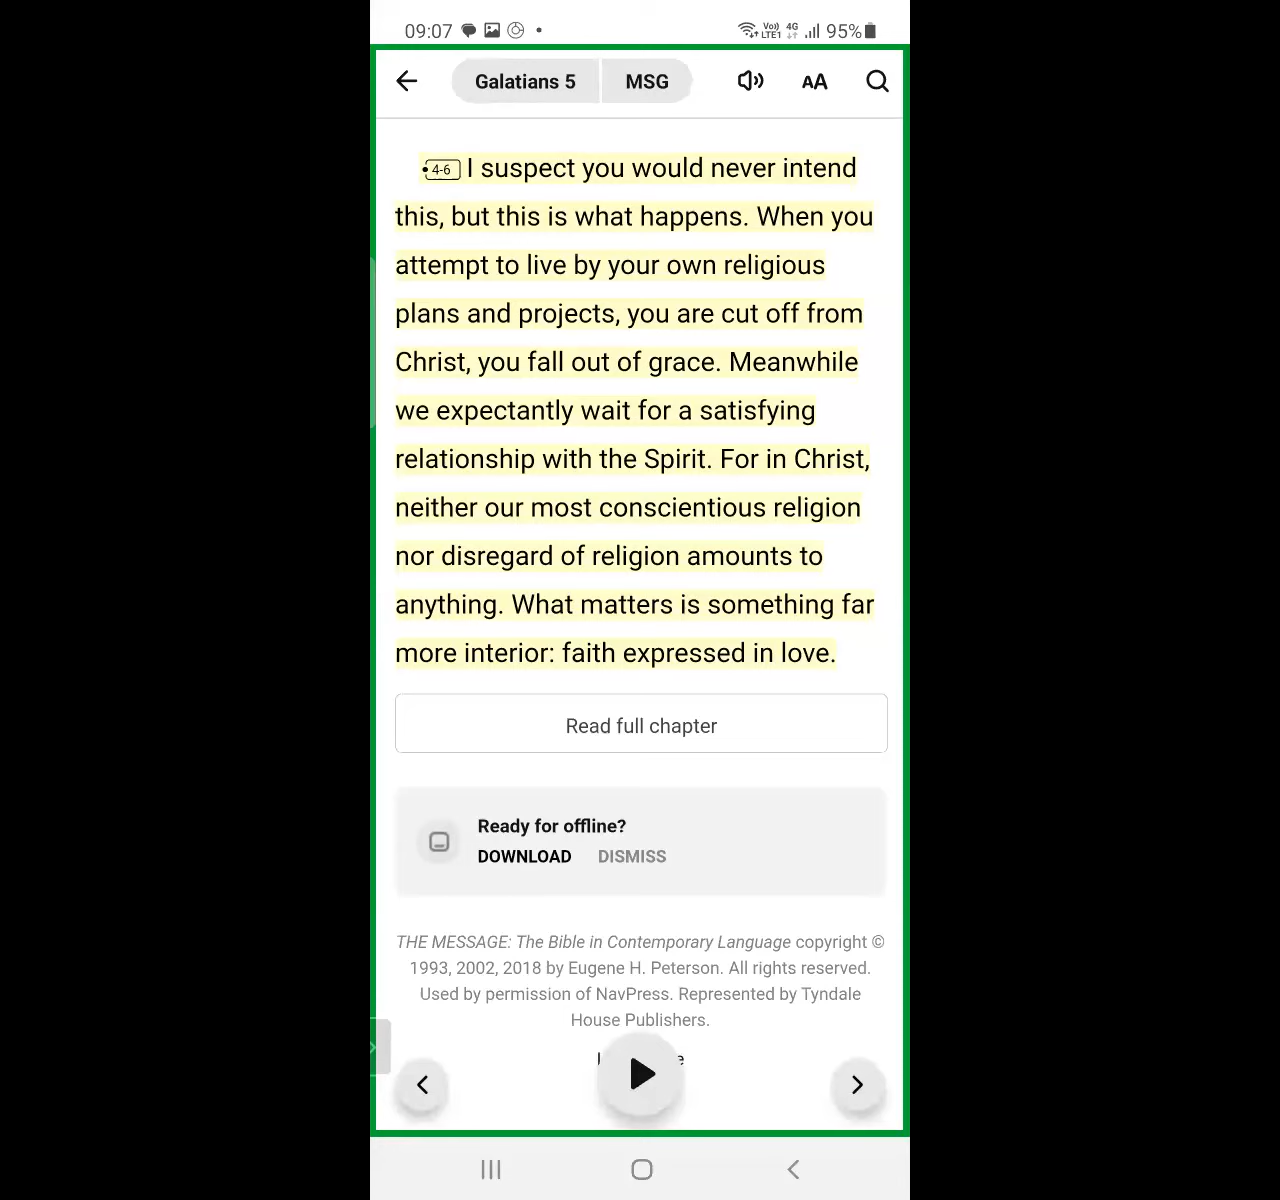 09:07 Vo)) LTE1 4G 95%
Galatians 5 MSG AA
4-6 I suspect you would never intend
this, but this is what happens. When you
attempt to live by your own religious
plans and projects, you are cut off from
Christ, you fall out of grace. Meanwhile
we expectantly wait for a satisfying
relationship with the Spirit. For in Christ,
neither our most conscientious religion
nor disregard of religion amounts to
anything. What matters is something far
more interior: faith expressed in love.
Read full chapter
Ready for offline?
DOWNLOAD DISMISS
THE MESSAGE: The Bible in Contemporary Language copyright ©
1993, 2002, 2018 by Eugene H. Peterson. All rights reserved.
Used by permission of NavPress. Represented by Tyndale
House Publishers.